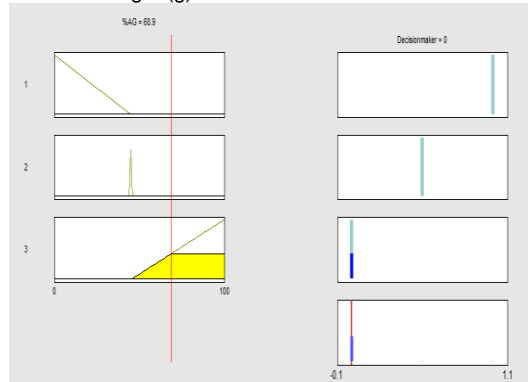 (g)
%AG = 68.9
Decisionmaker = 0
1
2
3
0
100
-0.1
1.1